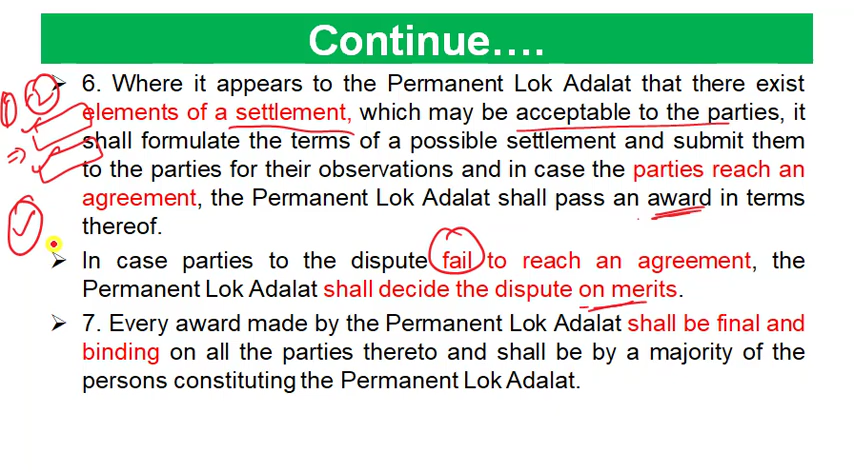 Continue….
➢ 6. Where it appears to the Permanent Lok Adalat that there exist
elements of a settlement, which may be acceptable to the parties, it
shall formulate the terms of a possible settlement and submit them
to the parties for their observations and in case the parties reach an
agreement, the Permanent Lok Adalat shall pass an award in terms
thereof.
➢ In case parties to the dispute fail to reach an agreement, the
Permanent Lok Adalat shall decide the dispute on merits.
➢ 7. Every award made by the Permanent Lok Adalat shall be final and
binding on all the parties thereto and shall be by a majority of the
persons constituting the Permanent Lok Adalat.